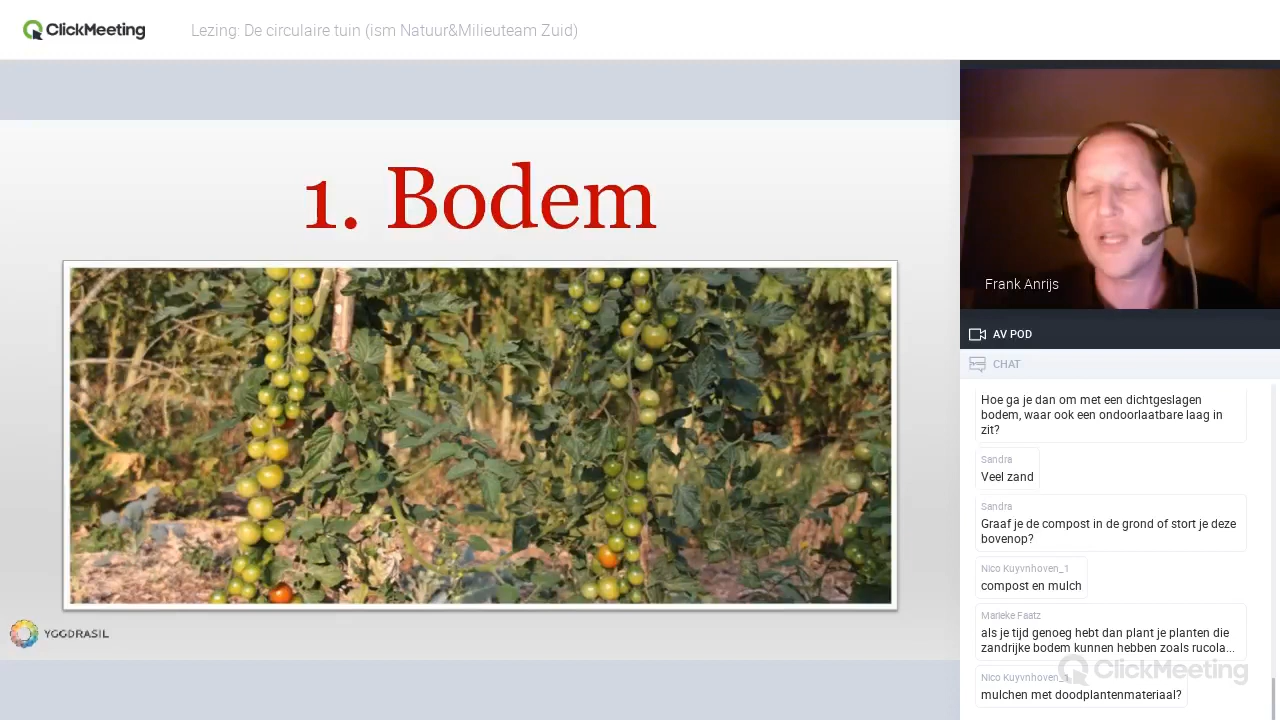 ClickMeeting
Lezing: De circulaire tuin (ism Natuur&Milieuteam Zuid)
1. Bodem
YGGDRASIL
Frank Anrijs
AV POD
CHAT
Hoe ga je dan om met een dichtgeslagen
bodem, waar ook een ondoorlaatbare laag in
zit?
Sandra
Veel zand
Sandra
Graaf je de compost in de grond of stort je deze
bovenop?
Nico Kuyvnhoven_1
compost en mulch
Marieke Faatz
als je tijd genoeg hebt dan plant je planten die
zandrijke bodem kunnen hebben zoals rucola...
ClickMeeting
Nico Kuyvnhoven_1
mulchen met doodplantenmateriaal?